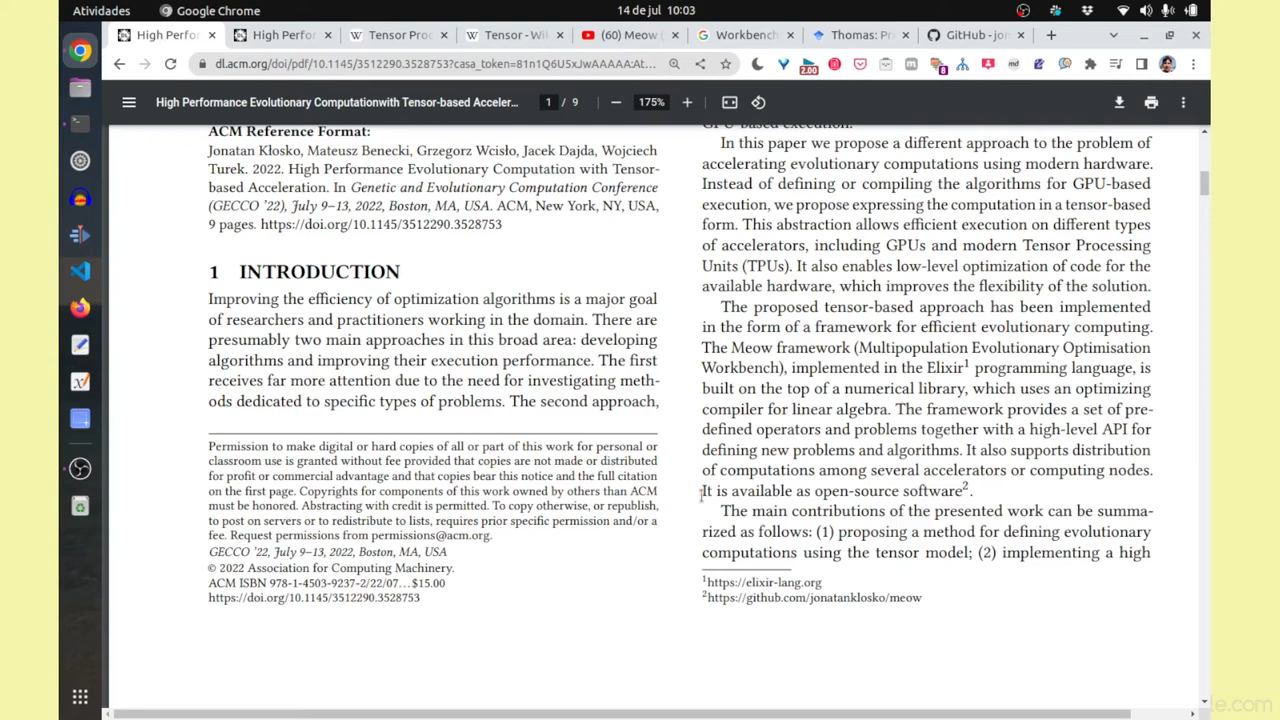 Atividades
Google Chrome
14 de jul 10:03
High Perfor
High Perfor
Tensor Proc
Tensor - Wik
(60) Meow (
Workbench
Thomas: Pre
GitHub - jon
dl.acm.org/doi/pdf/10.1145/3512290.3528753?casa_token=81n1Q6U5xJwAAAAA:At...
2.00
8
High Performance Evolutionary Computationwith Tensor-based Acceler...
1 / 9
175%
ACM Reference Format:
Jonatan Kłosko, Mateusz Benecki, Grzegorz Wcisło, Jacek Dajda, Wojciech
Turek. 2022. High Performance Evolutionary Computation with Tensor-
based Acceleration. In Genetic and Evolutionary Computation Conference
(GECCO '22), July 9–13, 2022, Boston, MA, USA. ACM, New York, NY, USA,
9 pages. https://doi.org/10.1145/3512290.3528753
1 INTRODUCTION
Improving the efficiency of optimization algorithms is a major goal
of researchers and practitioners working in the domain. There are
presumably two main approaches in this broad area: developing
algorithms and improving their execution performance. The first
receives far more attention due to the need for investigating meth-
ods dedicated to specific types of problems. The second approach,
Permission to make digital or hard copies of all or part of this work for personal or
classroom use is granted without fee provided that copies are not made or distributed
for profit or commercial advantage and that copies bear this notice and the full citation
on the first page. Copyrights for components of this work owned by others than ACM
must be honored. Abstracting with credit is permitted. To copy otherwise, or republish,
to post on servers or to redistribute to lists, requires prior specific permission and/or a
fee. Request permissions from permissions@acm.org.
GECCO '22, July 9–13, 2022, Boston, MA, USA
© 2022 Association for Computing Machinery.
ACM ISBN 978-1-4503-9237-2/22/07...$15.00
https://doi.org/10.1145/3512290.3528753
GPU-based execution.
In this paper we propose a different approach to the problem of
accelerating evolutionary computations using modern hardware.
Instead of defining or compiling the algorithms for GPU-based
execution, we propose expressing the computation in a tensor-based
form. This abstraction allows efficient execution on different types
of accelerators, including GPUs and modern Tensor Processing
Units (TPUs). It also enables low-level optimization of code for the
available hardware, which improves the flexibility of the solution.
The proposed tensor-based approach has been implemented
in the form of a framework for efficient evolutionary computing.
The Meow framework (Multipopulation Evolutionary Optimisation
Workbench), implemented in the Elixir1 programming language, is
built on the top of a numerical library, which uses an optimizing
compiler for linear algebra. The framework provides a set of pre-
defined operators and problems together with a high-level API for
defining new problems and algorithms. It also supports distribution
of computations among several accelerators or computing nodes.
It is available as open-source software2.
The main contributions of the presented work can be summa-
rized as follows: (1) proposing a method for defining evolutionary
computations using the tensor model; (2) implementing a high
1https://elixir-lang.org
2https://github.com/jonatanklosko/meow
de.com